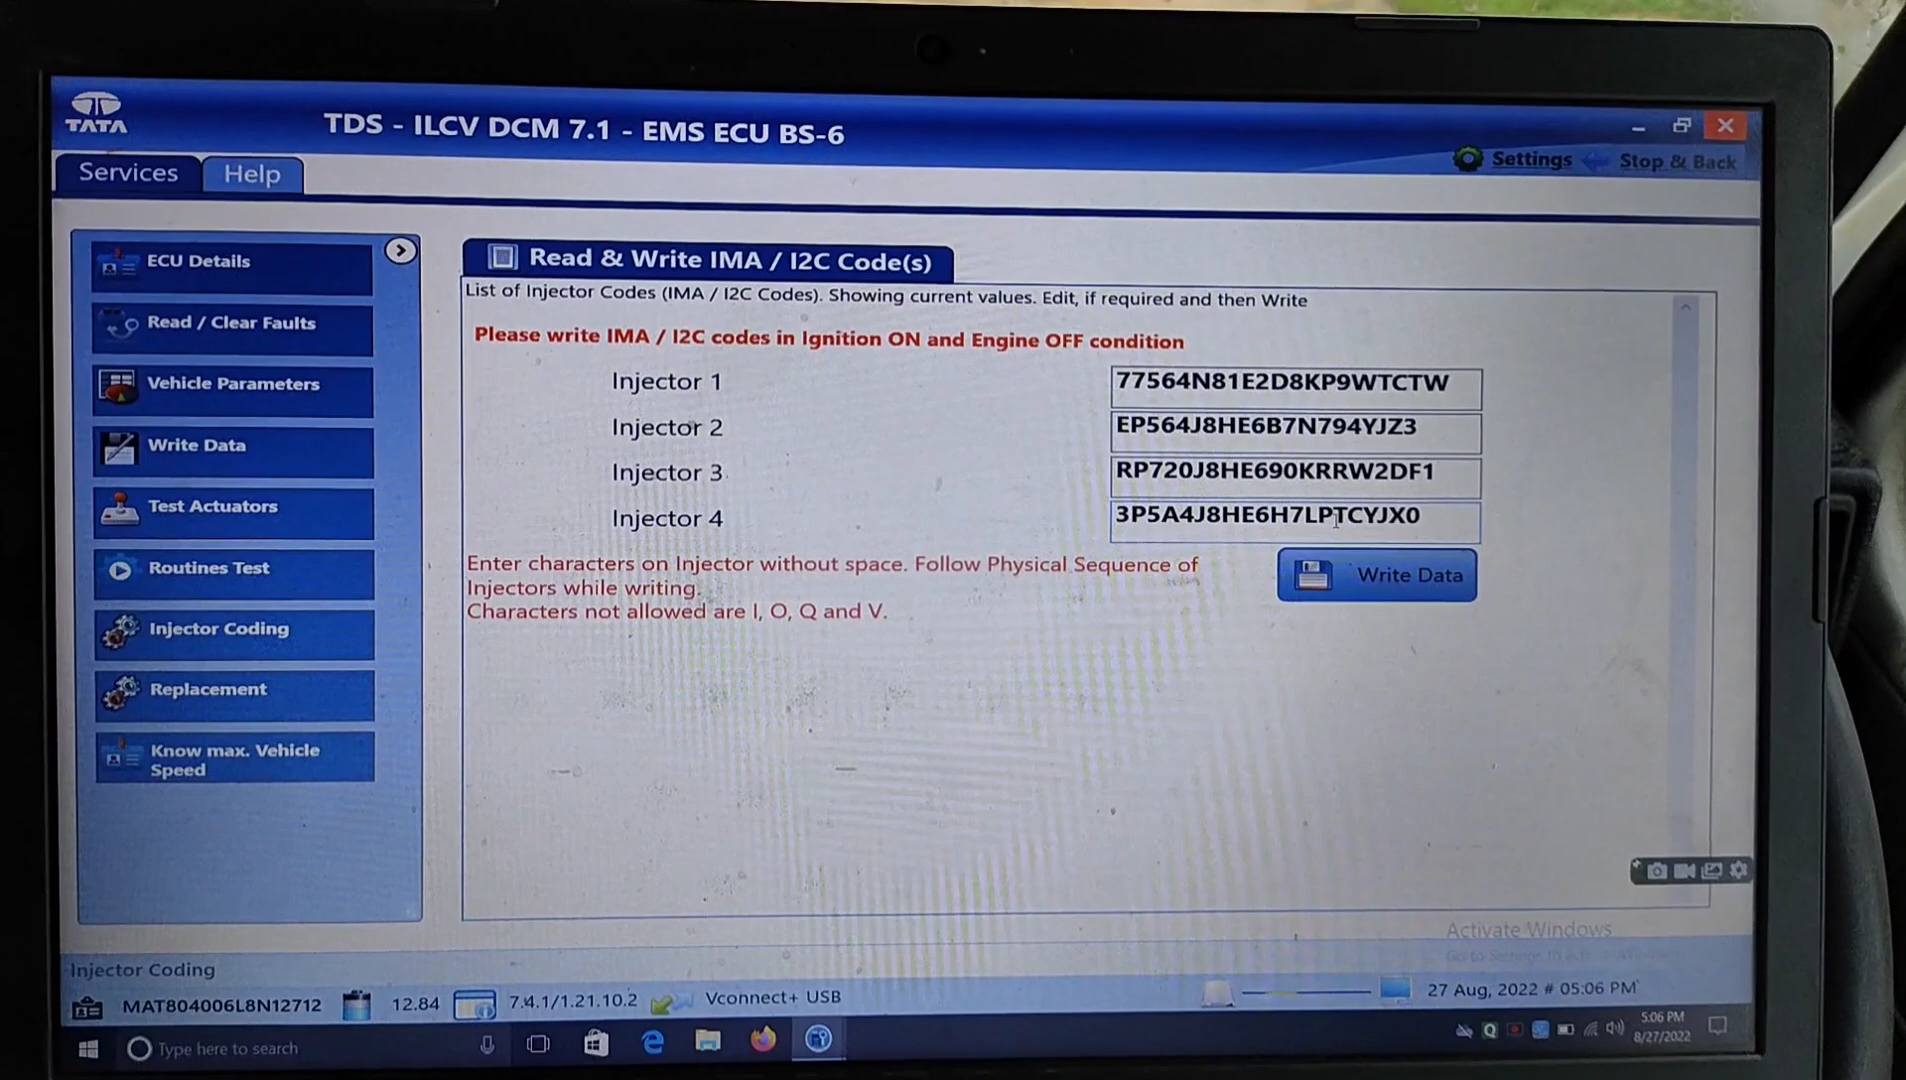 TATA
TDS - ILCV DCM 7.1 - EMS ECU BS-6
Services
Help
Settings
Stop & Back
ECU Details
Read / Clear Faults
Vehicle Parameters
Write Data
Test Actuators
Routines Test
Injector Coding
Replacement
Know max. Vehicle
Speed
Read & Write IMA / I2C Code(s)
List of Injector Codes (IMA / I2C Codes). Showing current values. Edit, if required and then Write
Please write IMA / I2C codes in Ignition ON and Engine OFF condition
Injector 1 77564N81E2D8KP9WTCTW
Injector 2 EP564J8HE6B7N794YJZ3
Injector 3 RP720J8HE690KRRW2DF1
Injector 4 3P5A4J8HE6H7LPTCYJX0
Enter characters on Injector without space. Follow Physical Sequence of
Injectors while writing.
Characters not allowed are I, O, Q and V.
Write Data
Activate Windows
Injector Coding
MAT804006L8N12712 12.84 7.4.1/1.21.10.2 Vconnect+ USB 27 Aug, 2022 # 05:06 PM
Type here to search
5:06 PM
8/27/2022